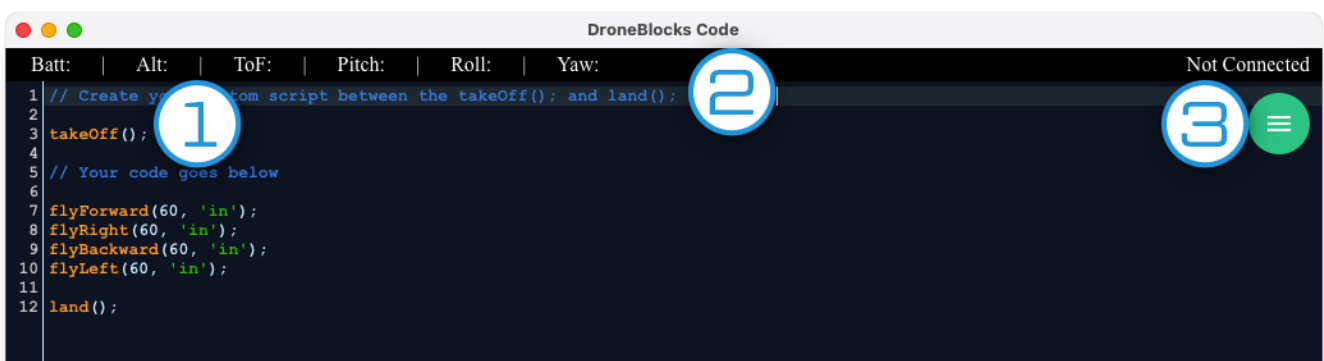 DroneBlocks Code
Batt: | Alt: | ToF: | Pitch: | Roll: | Yaw: Not Connected
1 // Create tom script between the takeOff(); and land();
2
3 takeOff();
4
5 // Your code goes below
6
7 flyForward(60, 'in');
8 flyRight(60, 'in');
9 flyBackward(60, 'in');
10 flyLeft(60, 'in');
11
12 land();
1
2
3